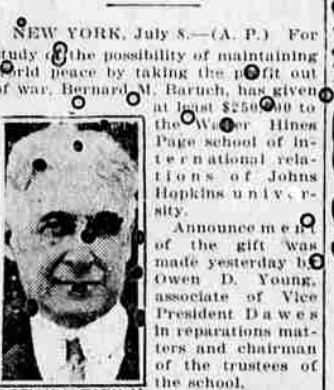 NEW YORK, July 8.—(A. P.) For
study of the possibility of maintaining
world peace by taking the profit out
of war, Bernard M. Baruch, has given
at least $250,000 to
the Walter Hines
Page school of in-
ternational rela-
tions of Johns
Hopkins univer-
sity.
Announcement
of the gift was
made yesterday by
Owen D. Young,
associate of Vice
President Dawes
in reparations mat-
ters and chairman
of the trustees of
the school.